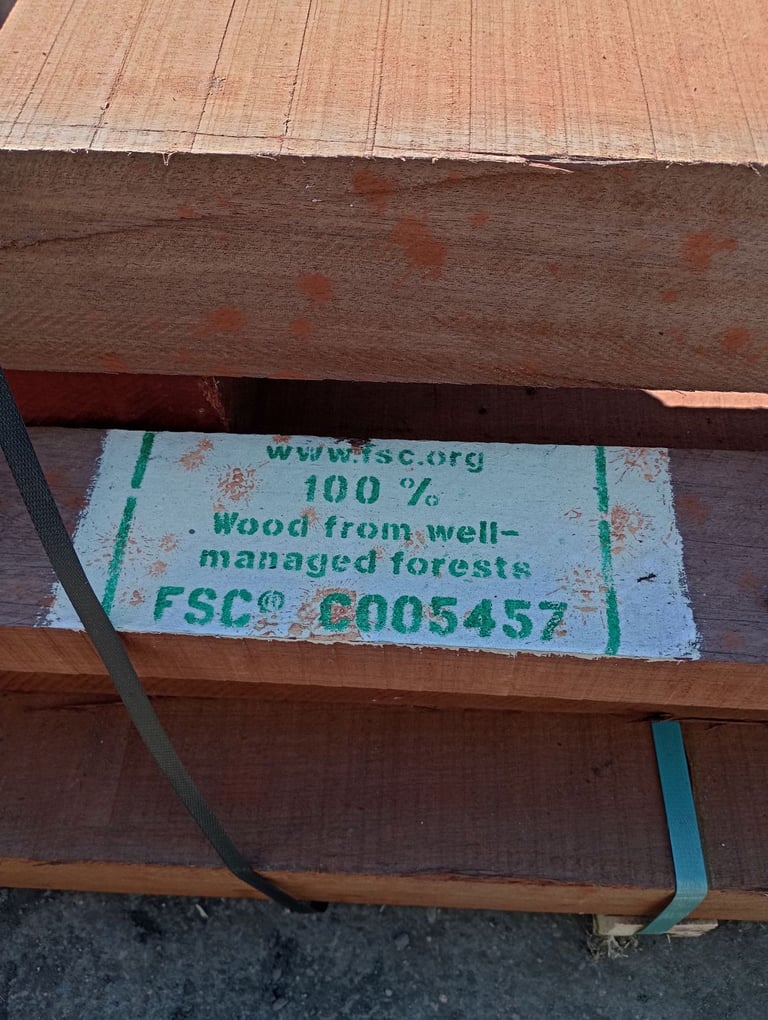 www.fsc.org
100 %
Wood from well-
managed forests
FSC® C005457